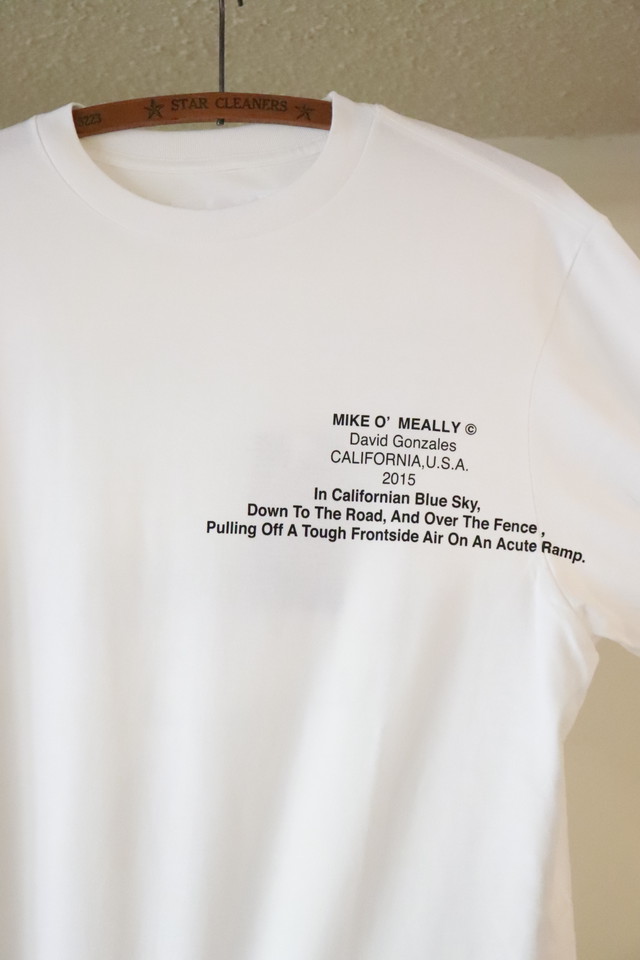 5223 STAR CLEANERS
MIKE O' MEALLY ©
David Gonzales
CALIFORNIA,U.S.A.
2015
In Californian Blue Sky,
Down To The Road, And Over The Fence ,
Pulling Off A Tough Frontside Air On An Acute Ramp.